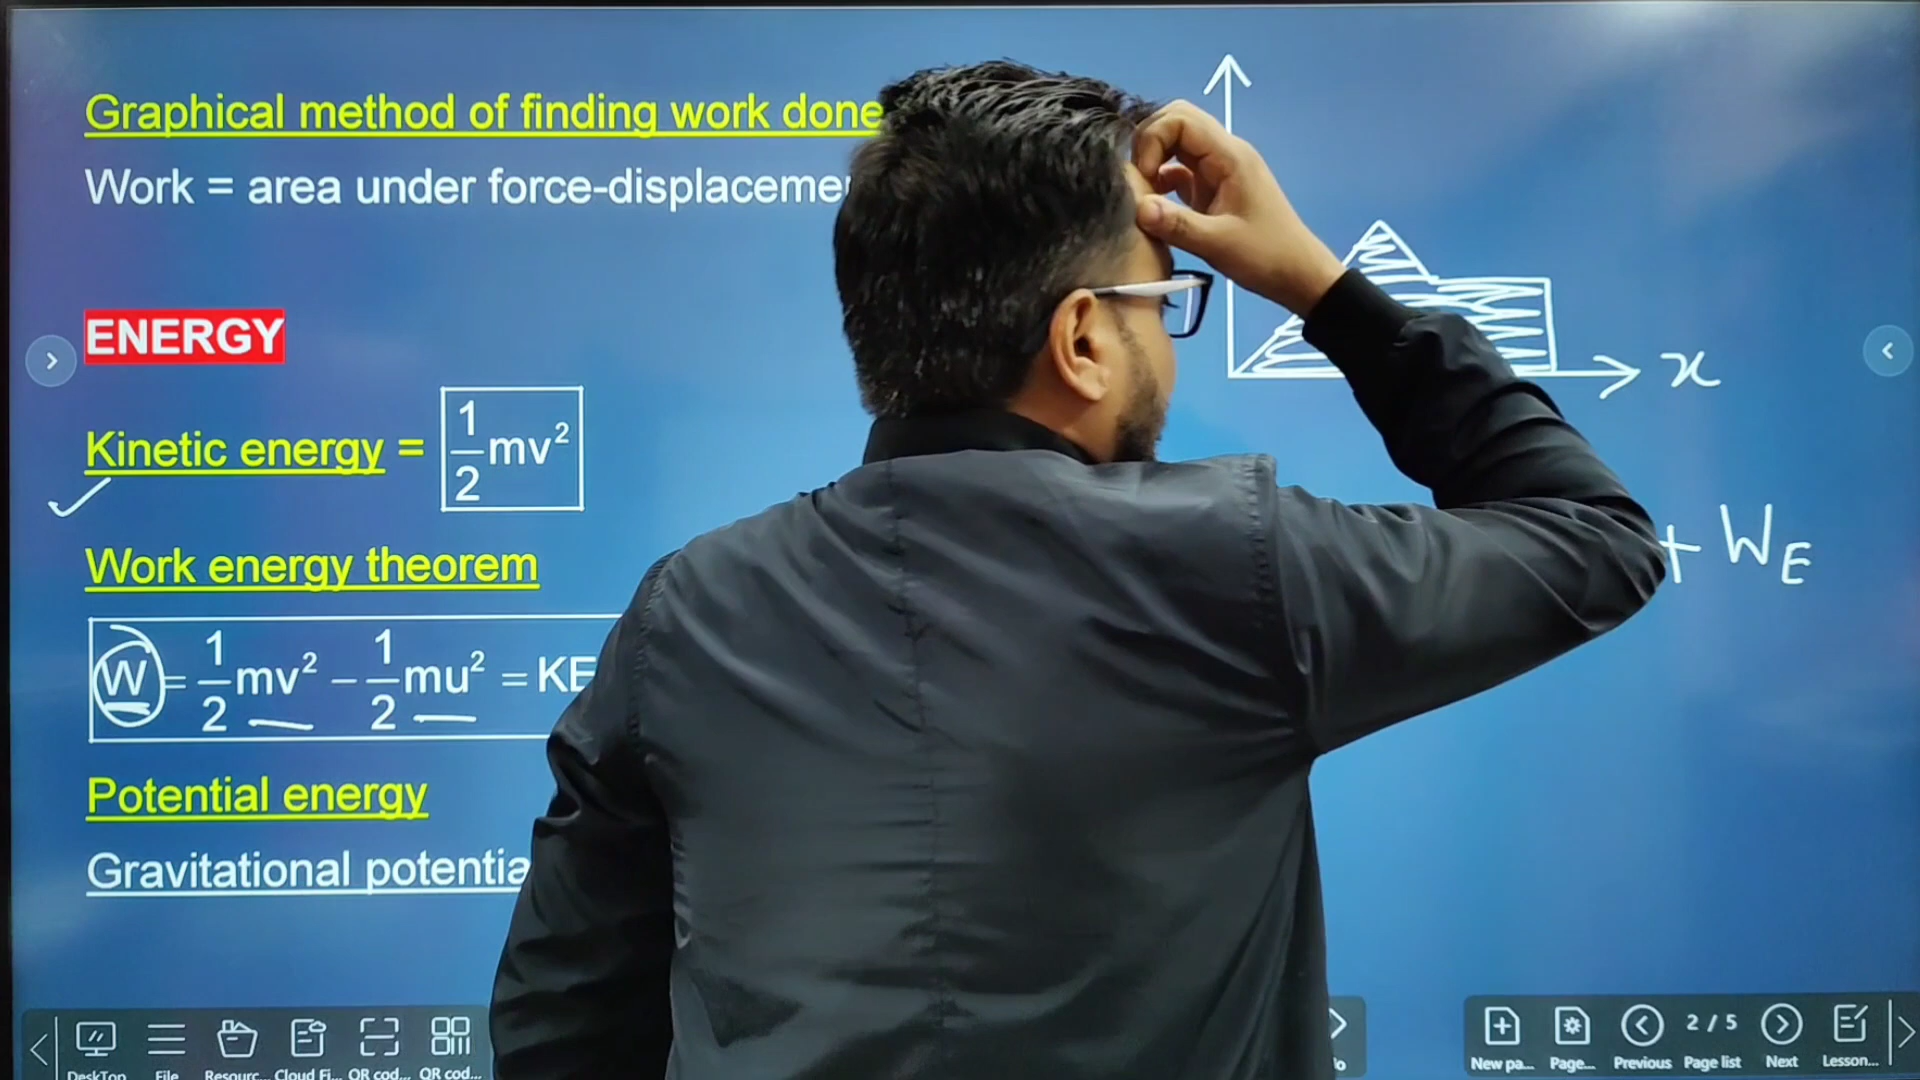 Graphical method of finding work done
Work = area under force-displaceme
x
ENERGY
Kinetic energy = 1/2 mv²
+ W_E
Work energy theorem
W = 1/2 mv² − 1/2 mu² = KE
Potential energy
Gravitational potentia
DeskTop File Resourc... Cloud Fi... QR cod... QR cod...
New pa... Page... Previous 2 / 5 Page list Next Lesson...